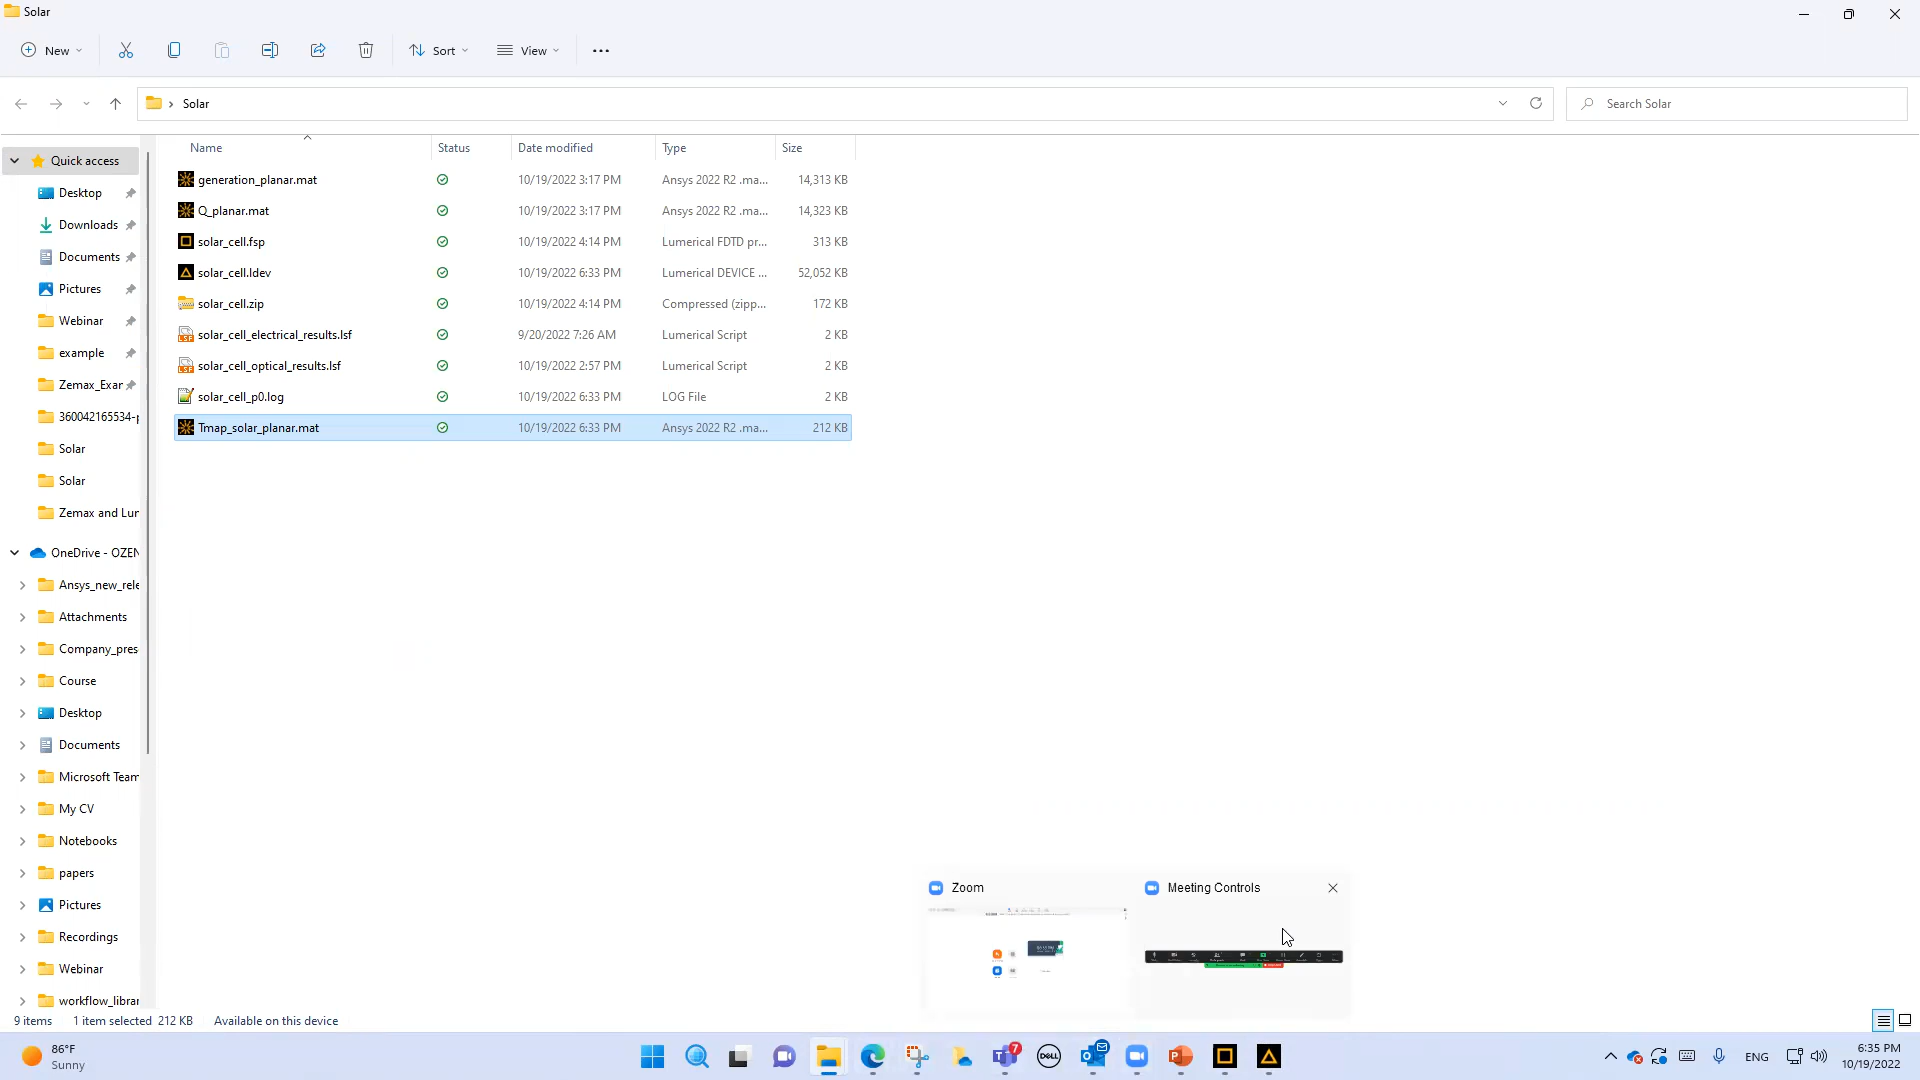 Solar
New
Sort
View
Solar
Search Solar
Name Status Date modified Type Size
Quick access
Desktop
Downloads
Documents
Pictures
Webinar
example
Zemax_Exar
360042165534-p
Solar
Solar
Zemax and Lur
OneDrive - OZEN
Ansys_new_rele
Attachments
Company_pres
Course
Desktop
Documents
Microsoft Team
My CV
Notebooks
papers
Pictures
Recordings
Webinar
workflow_librar
generation_planar.mat 10/19/2022 3:17 PM Ansys 2022 R2 .ma... 14,313 KB
Q_planar.mat 10/19/2022 3:17 PM Ansys 2022 R2 .ma... 14,323 KB
solar_cell.fsp 10/19/2022 4:14 PM Lumerical FDTD pr... 313 KB
solar_cell.ldev 10/19/2022 6:33 PM Lumerical DEVICE ... 52,052 KB
solar_cell.zip 10/19/2022 4:14 PM Compressed (zipp... 172 KB
solar_cell_electrical_results.lsf 9/20/2022 7:26 AM Lumerical Script 2 KB
solar_cell_optical_results.lsf 10/19/2022 2:57 PM Lumerical Script 2 KB
solar_cell_p0.log 10/19/2022 6:33 PM LOG File 2 KB
Tmap_solar_planar.mat 10/19/2022 6:33 PM Ansys 2022 R2 .ma... 212 KB
Zoom
Meeting Controls
9 items 1 item selected 212 KB Available on this device
86°F
Sunny
7
DELL
ENG
6:35 PM
10/19/2022